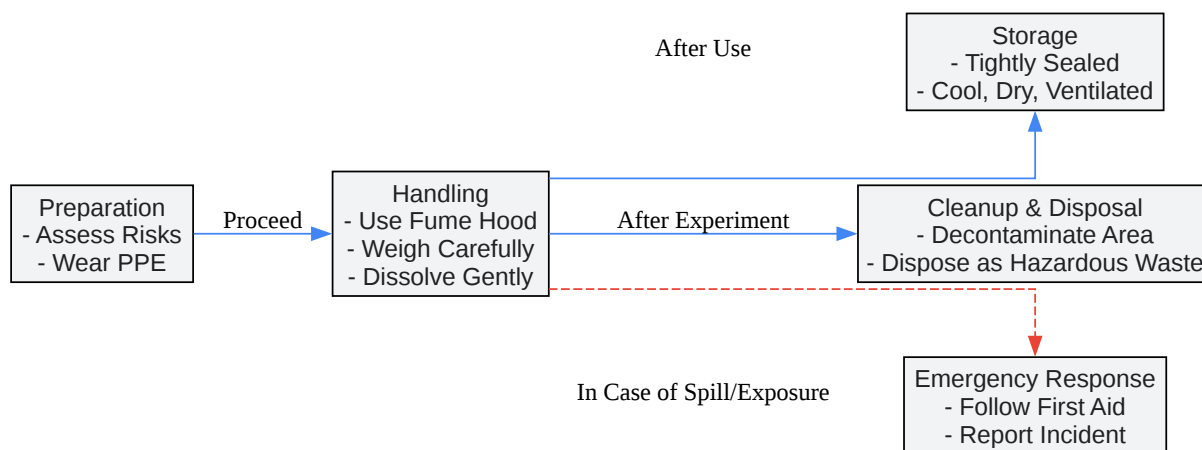 After Use
Storage
- Tightly Sealed
- Cool, Dry, Ventilated
Preparation
- Assess Risks
- Wear PPE
Proceed
Handling
- Use Fume Hood
- Weigh Carefully
- Dissolve Gently
After Experiment
Cleanup & Disposal
- Decontaminate Area
- Dispose as Hazardous Waste
In Case of Spill/Exposure
Emergency Response
- Follow First Aid
- Report Incident